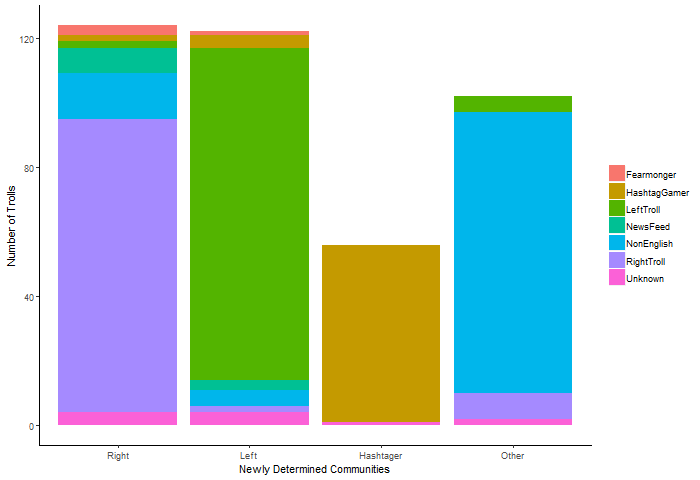 120
80
40
0
Number of Trolls
Right
Left
Hashtager
Other
Newly Determined Communities
Fearmonger
HashtagGamer
LeftTroll
NewsFeed
NonEnglish
RightTroll
Unknown